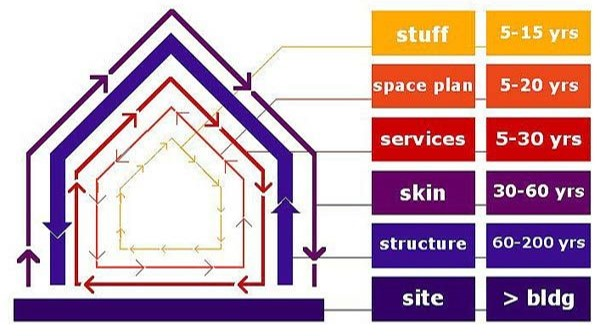 stuff 5-15 yrs
space plan 5-20 yrs
services 5-30 yrs
skin 30-60 yrs
structure 60-200 yrs
site > bldg